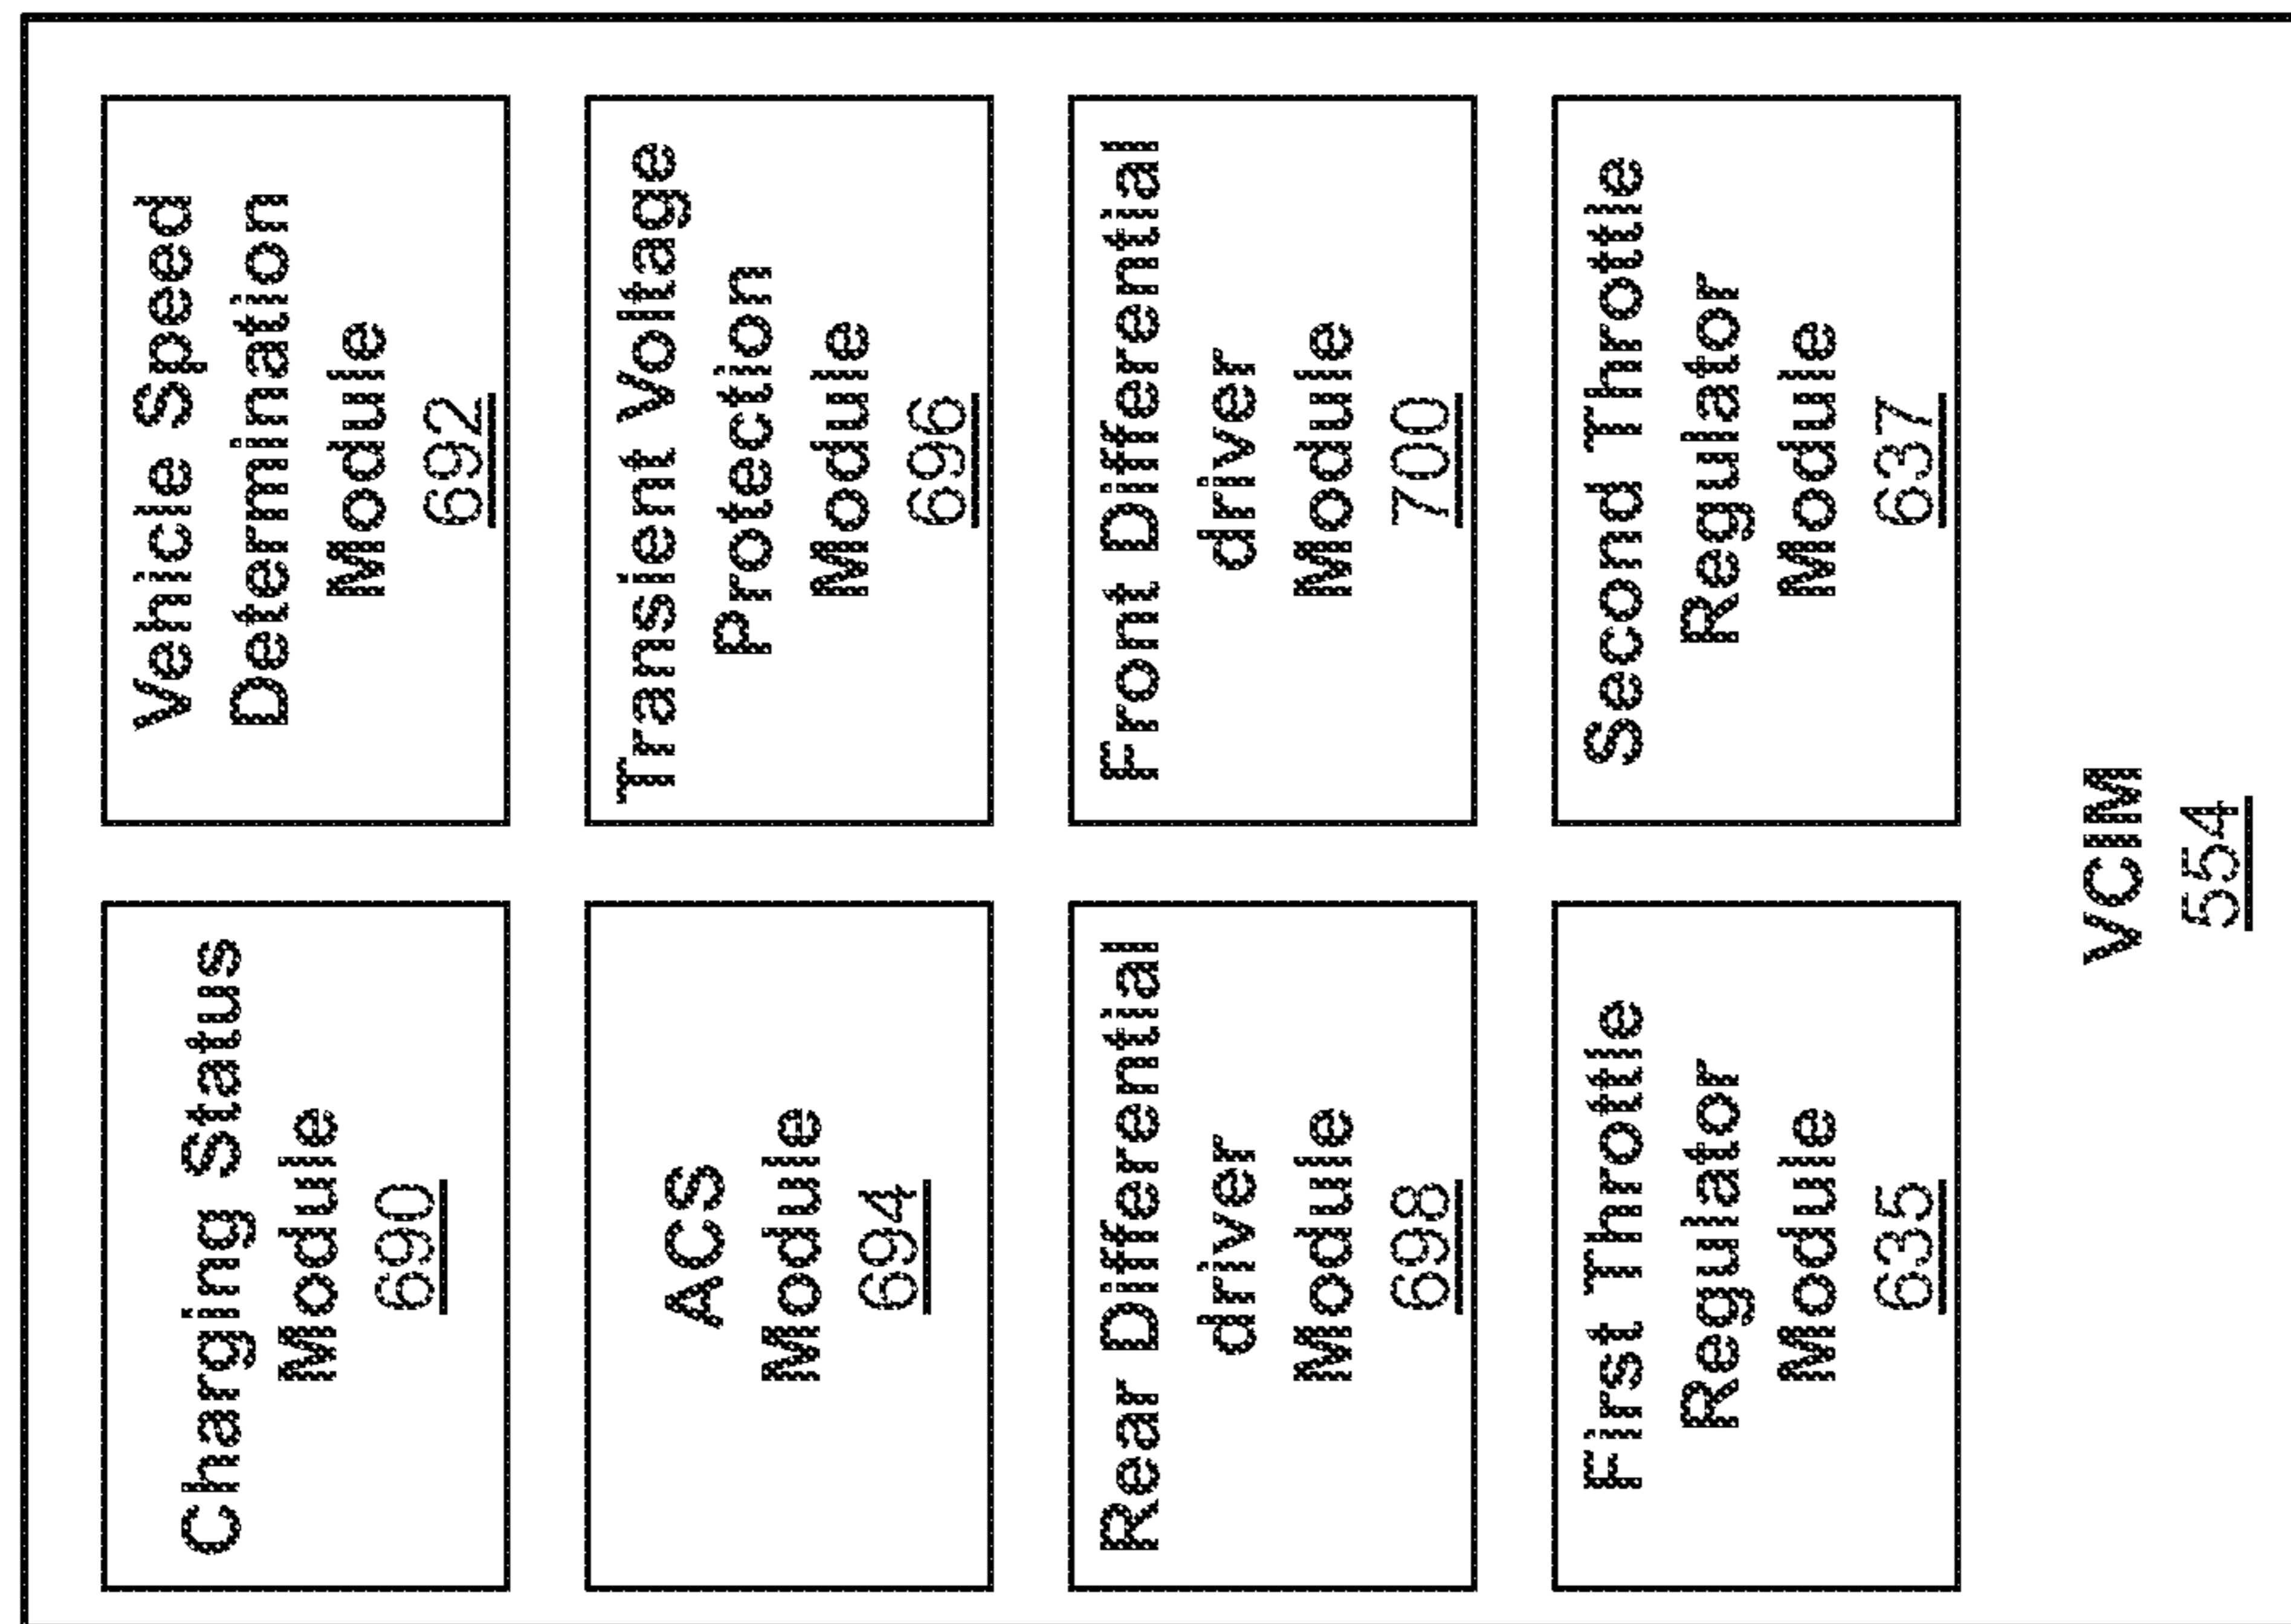 Charging Status
Module
690
Vehicle Speed
Determination
Module
692
ACS
Module
694
Transient Voltage
Protection
Module
696
Rear Differential
driver
Module
698
Front Differential
driver
Module
700
First Throttle
Regulator
Module
635
Second Throttle
Regulator
Module
637
VCIM
554